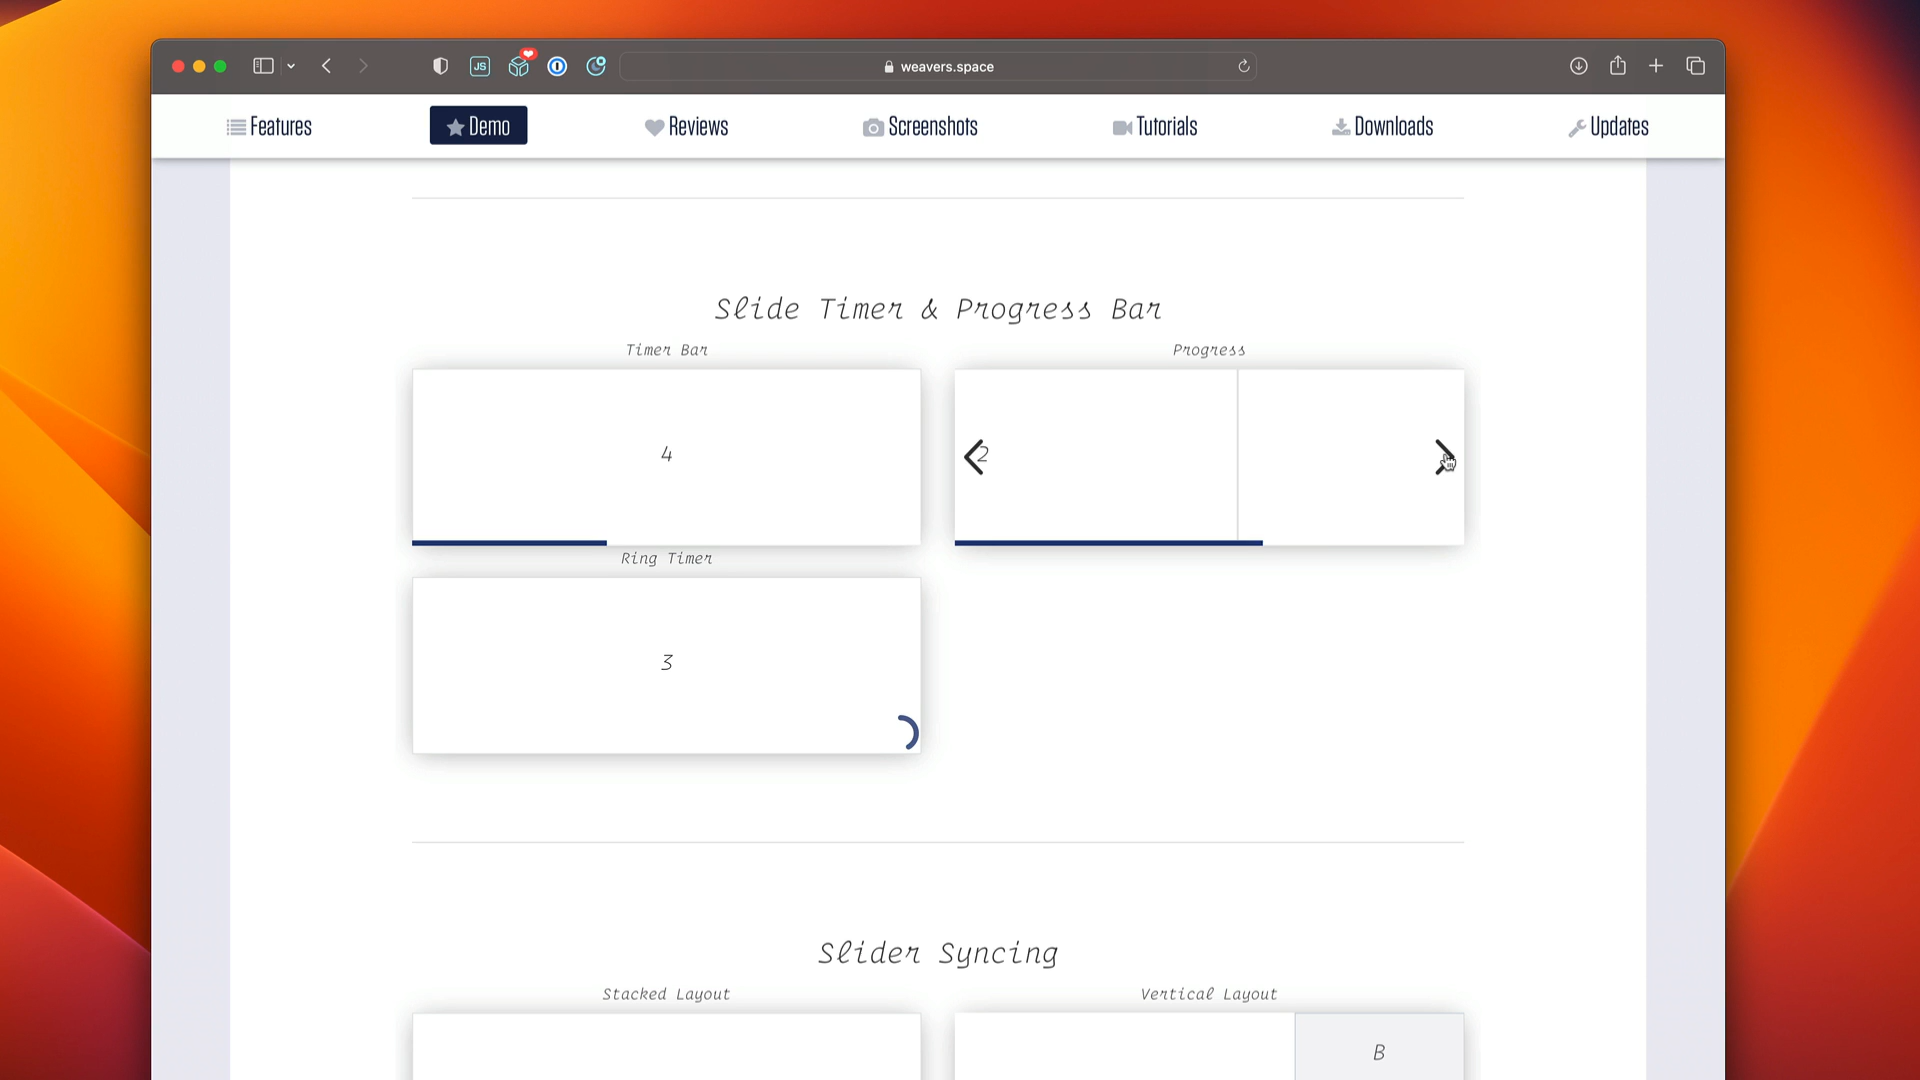 JS
weavers.space
Features Demo Reviews Screenshots Tutorials Downloads Updates
Slide Timer & Progress Bar
Timer Bar
Progress
4
2
Ring Timer
3
Slider Syncing
Stacked Layout
Vertical Layout
B